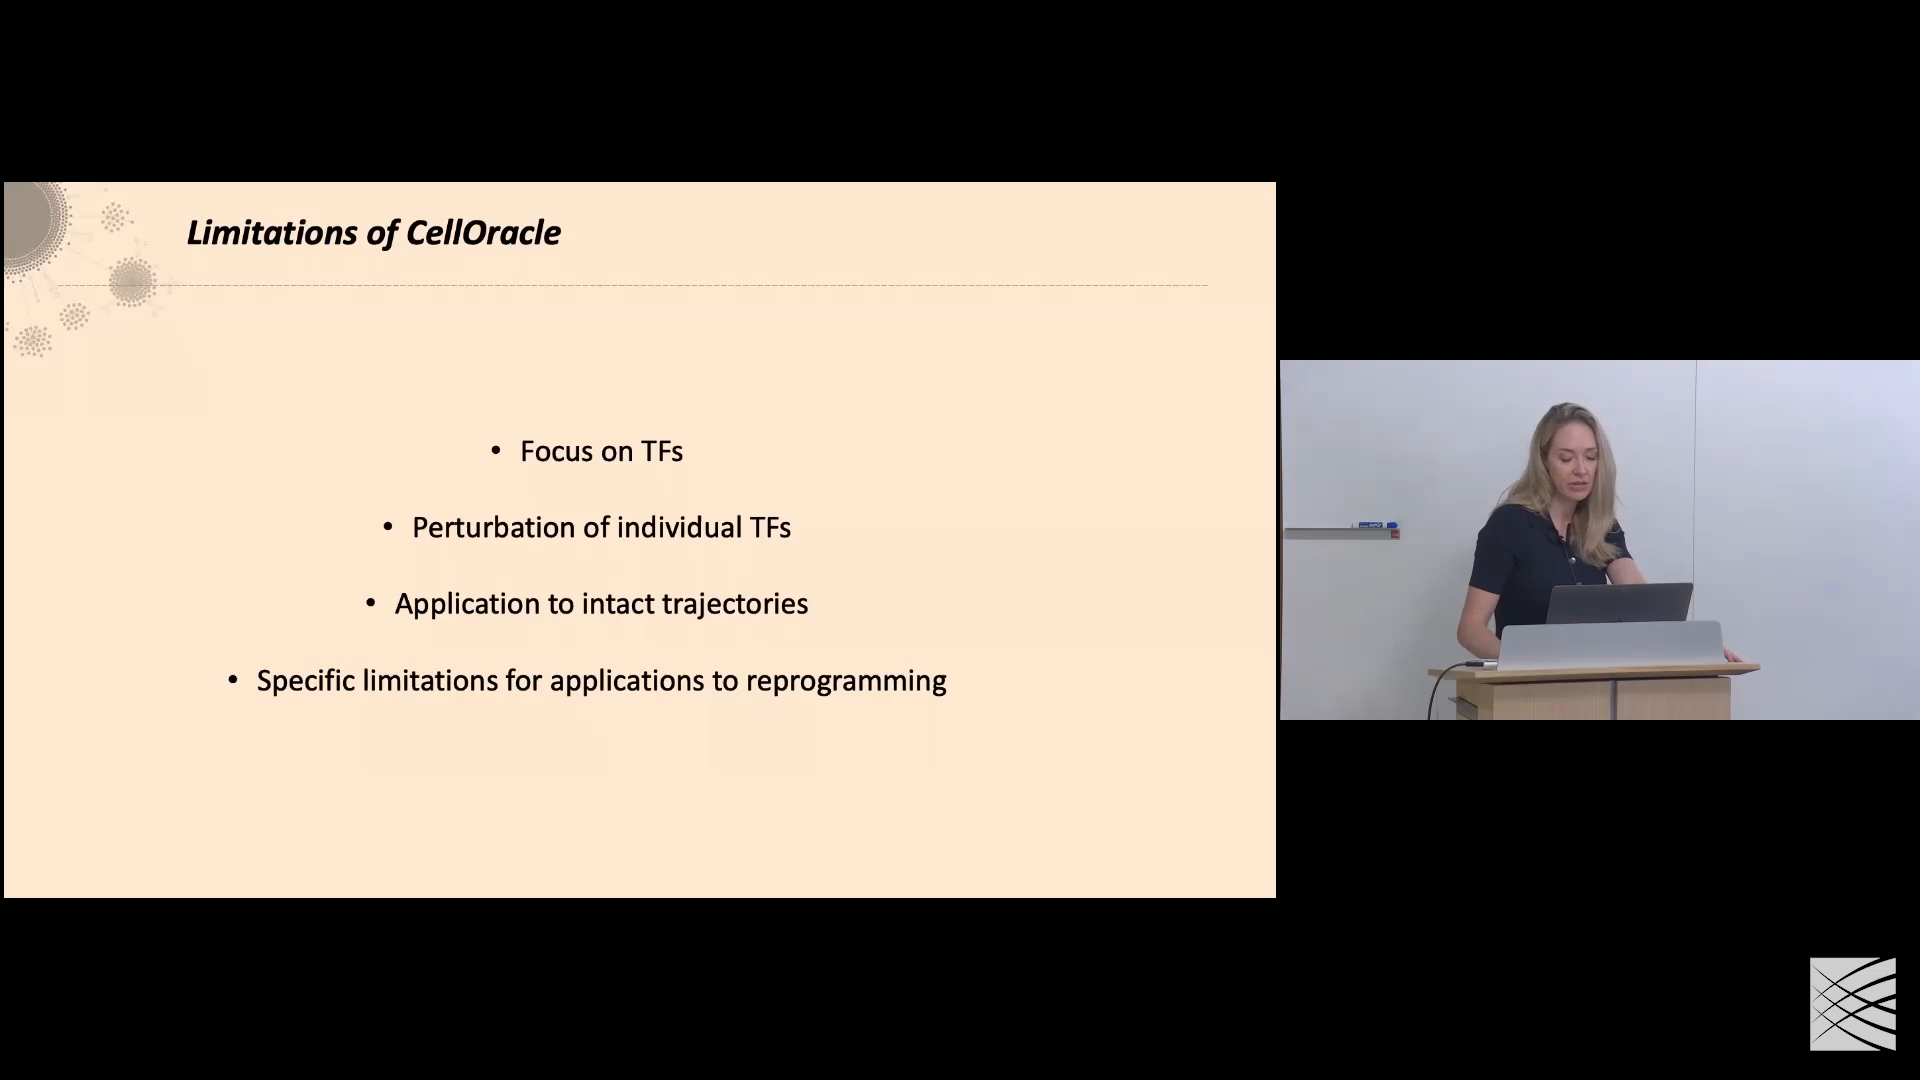 Limitations of CellOracle
• Focus on TFs
• Perturbation of individual TFs
• Application to intact trajectories
• Specific limitations for applications to reprogramming